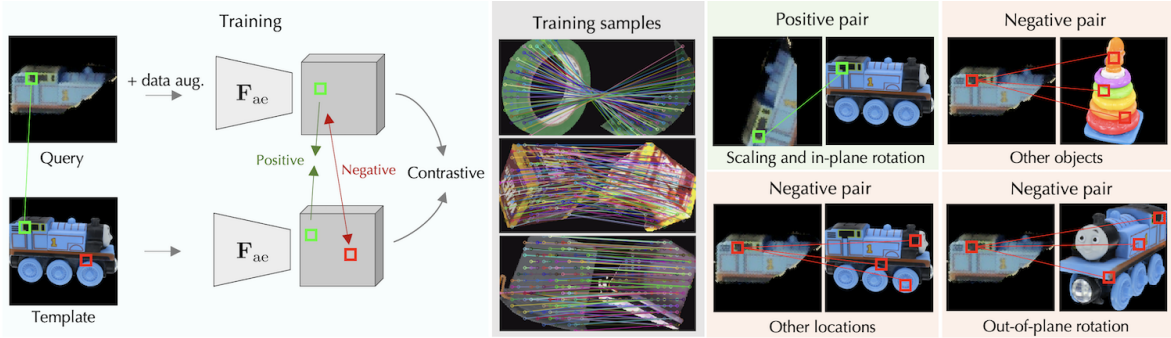 Training
Query
+ data aug.
F_ae
Positive
Negative
Contrastive
Template
F_ae
Training samples
Positive pair
Scaling and in-plane rotation
Negative pair
Other objects
Negative pair
Other locations
Negative pair
Out-of-plane rotation